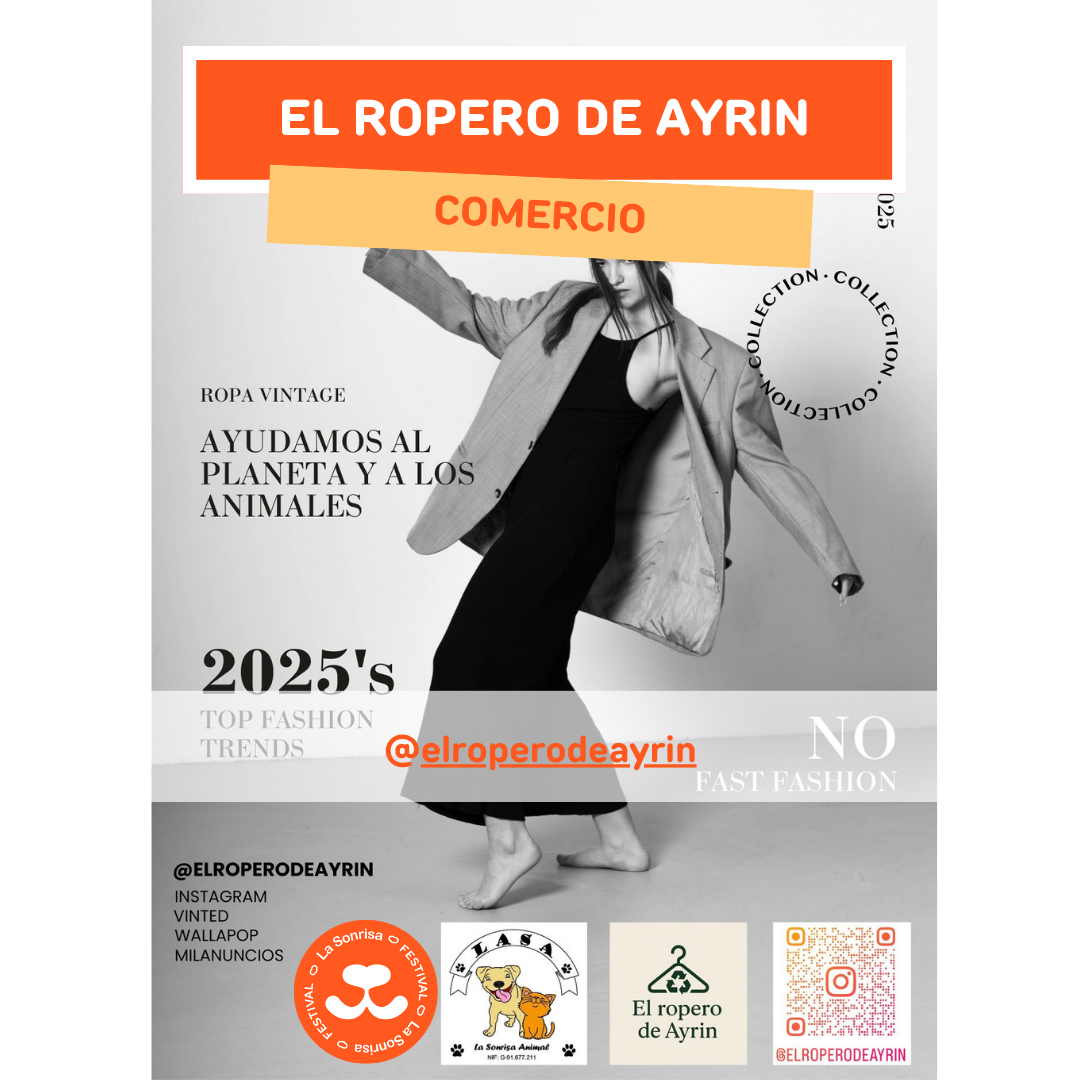 EL ROPERO DE AYRIN
COMERCIO
025
COLLECTION · COLLECTION · COLLECTION ·
ROPA VINTAGE
AYUDAMOS AL
PLANETA Y A LOS
ANIMALES
2025's
TOP FASHION
TRENDS
@elroperodeayrin
NO
FAST FASHION
@ELROPERODEAYRIN
INSTAGRAM
VINTED
WALLAPOP
MILANUNCIOS
La Sonrisa FESTIVAL La Sonrisa FESTIVAL
LASA
La Sonrisa Animal
NIF: G-91.677.211
El ropero
de Ayrin
@ELROPERODEAYRIN